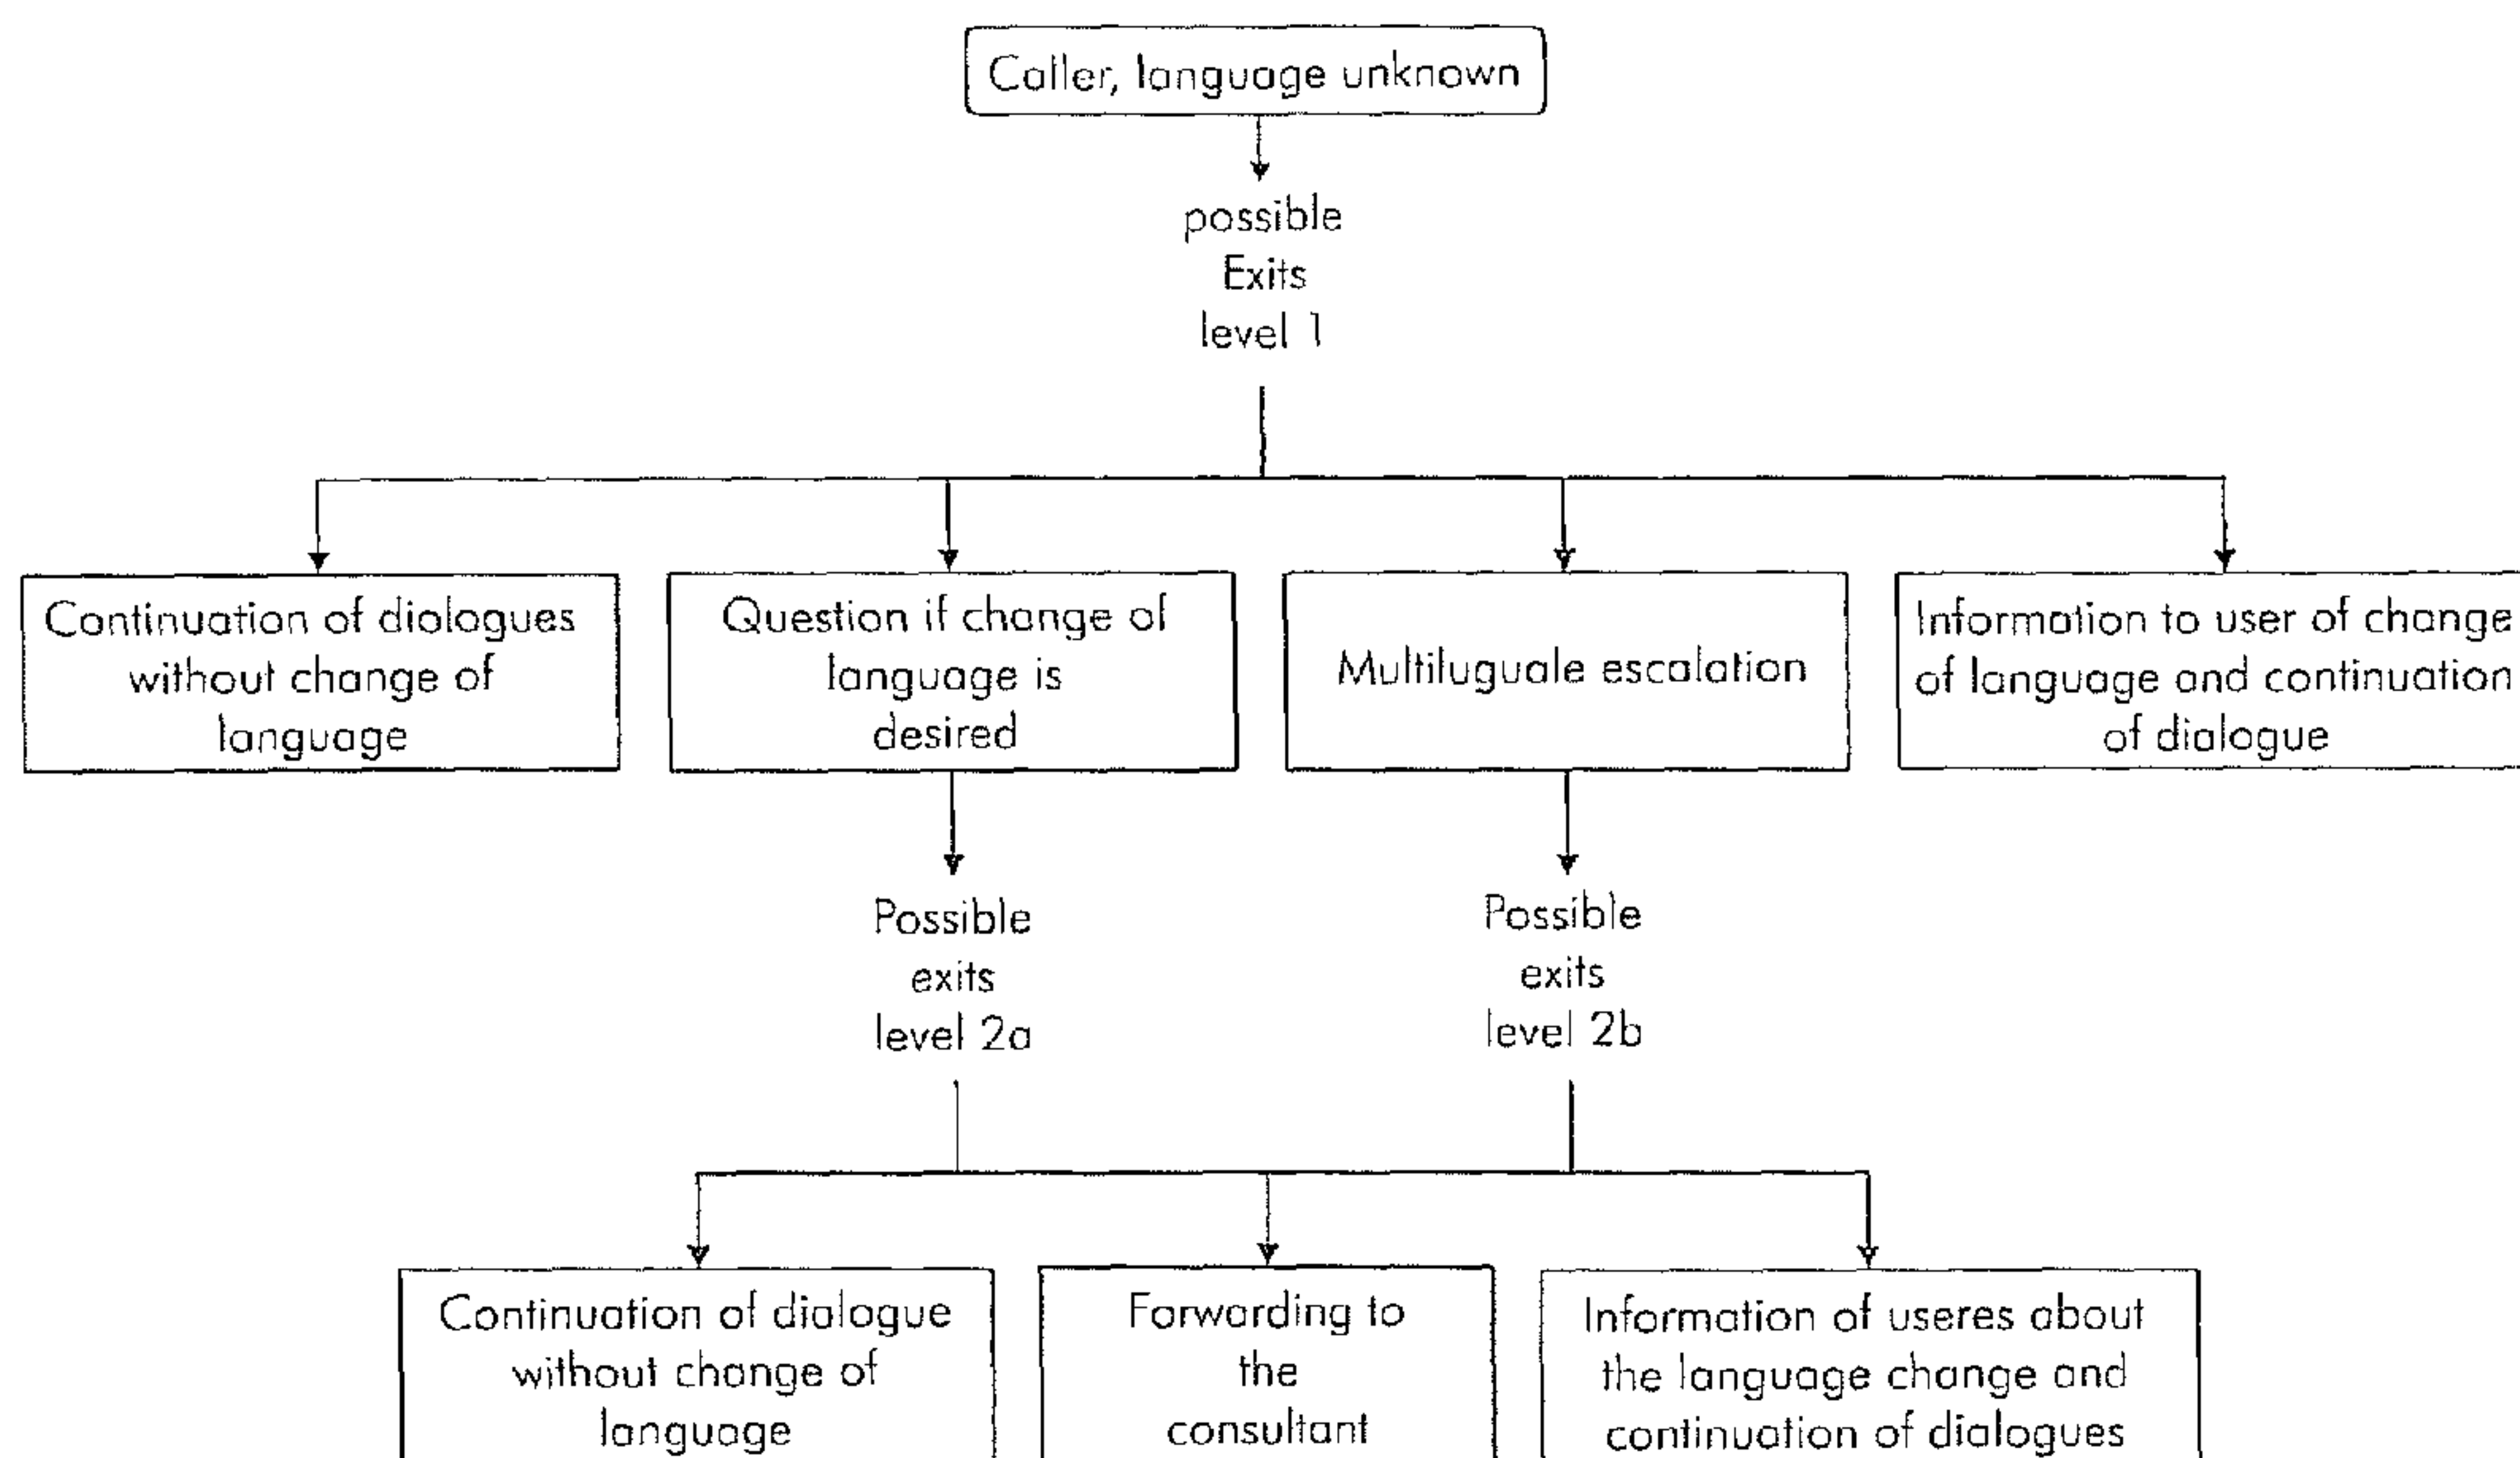 Caller, language unknown
possible
Exits
level 1
Continuation of dialogues
without change of
language
Question if change of
language is
desired
Multiluguale escalation
Information to user of change
of language and continuation
of dialogue
Possible
exits
level 2a
Possible
exits
level 2b
Continuation of dialogue
without change of
language
Forwarding to
the
consultant
Information of useres about
the language change and
continuation of dialogues